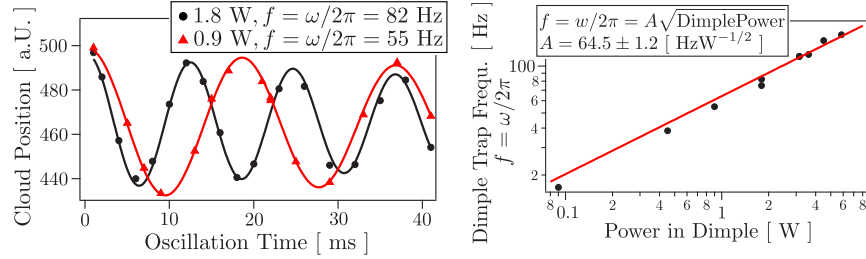 1.8 W, f = ω/2π = 82 Hz
0.9 W, f = ω/2π = 55 Hz
Cloud Position [ a.U. ]
500
480
460
440
0
10
20
30
40
Oscillation Time [ ms ]
f = w/2π = A√DimplePower
A = 64.5 ± 1.2 [ HzW^{-1/2} ]
Dimple Trap Frequ. [ Hz ]
f = ω/2π
100
8
6
4
2
8
0.1
2
4
6
8
1
2
4
6
8
Power in Dimple [ W ]